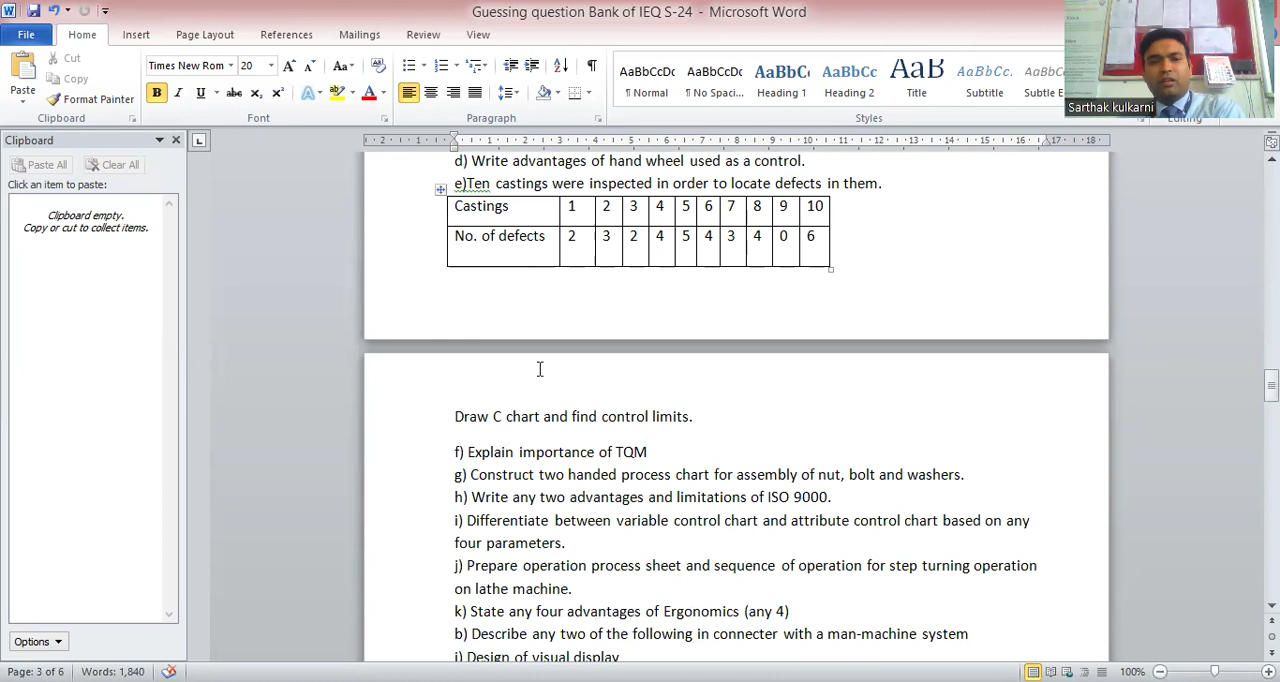 Guessing question Bank of IEQ S-24 - Microsoft Word
File Home Insert Page Layout References Mailings Review View
Cut
Copy
Format Painter
Paste
Clipboard
Times New Rom 20
Font
Paragraph
AaBbCcDc AaBbCcDc AaBbC AaBbCc AaB AaBbCc. AaBbCc
¶ Normal ¶ No Spaci... Heading 1 Heading 2 Title Subtitle Subtle E
Styles
Editing
Sarthak kulkarni
Clipboard
Paste All Clear All
Click an item to paste:
Clipboard empty.
Copy or cut to collect items.
Options
d) Write advantages of hand wheel used as a control.
e)Ten castings were inspected in order to locate defects in them.
Castings 1 2 3 4 5 6 7 8 9 10
No. of defects 2 3 2 4 5 4 3 4 0 6
Draw C chart and find control limits.
f) Explain importance of TQM
g) Construct two handed process chart for assembly of nut, bolt and washers.
h) Write any two advantages and limitations of ISO 9000.
i) Differentiate between variable control chart and attribute control chart based on any
four parameters.
j) Prepare operation process sheet and sequence of operation for step turning operation
on lathe machine.
k) State any four advantages of Ergonomics (any 4)
b) Describe any two of the following in connecter with a man-machine system
i) Design of visual display
Page: 3 of 6 Words: 1,840 100%